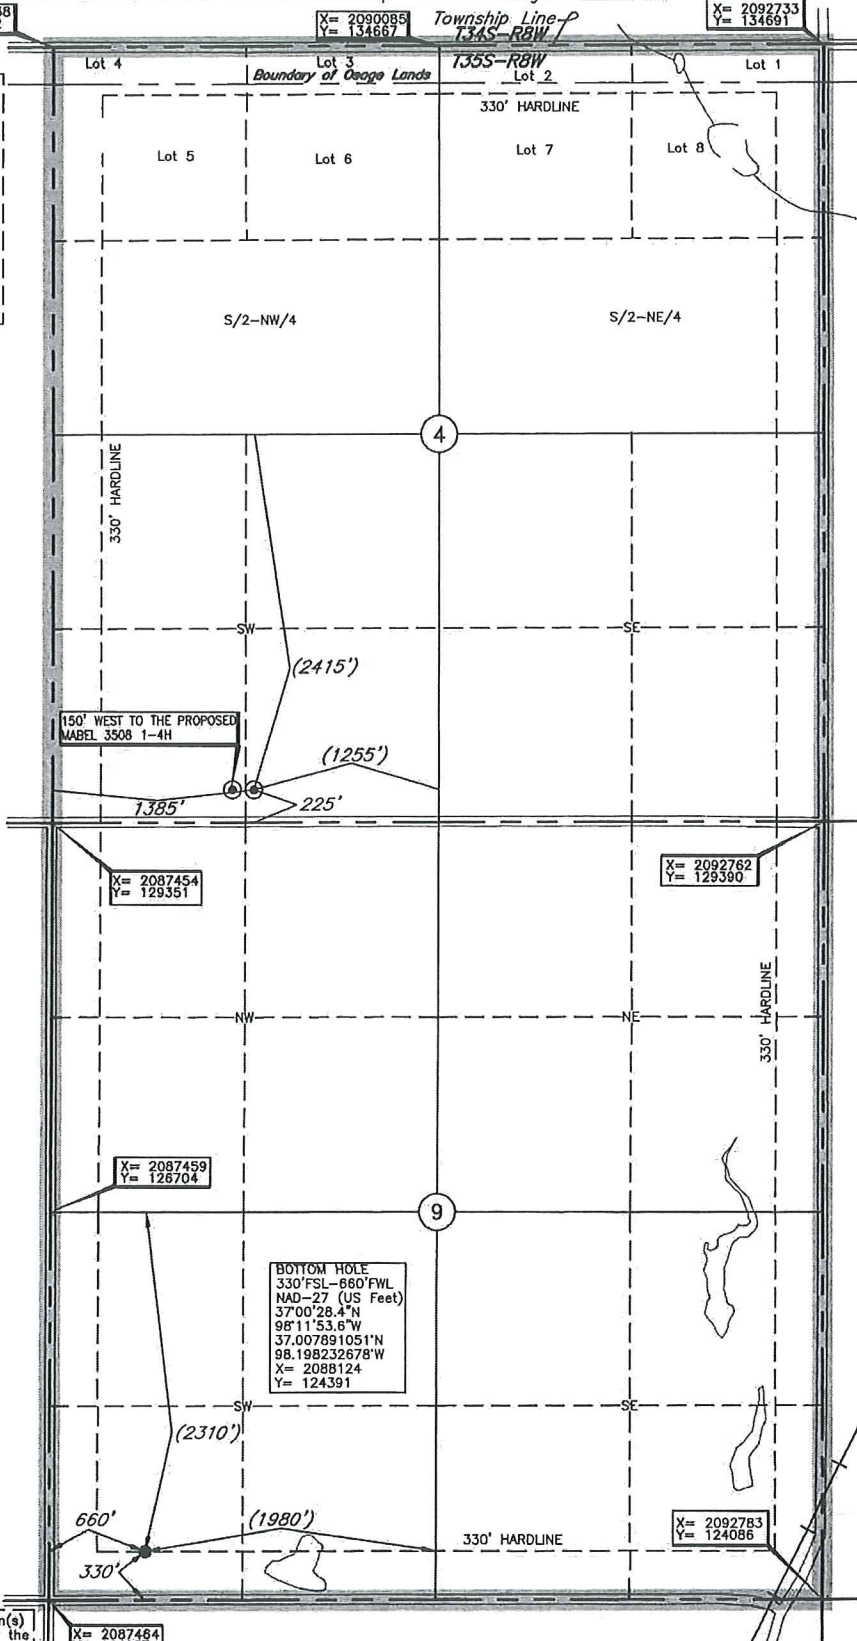 X= 2090085
Y= 134667
Township Line
T34S-R8W
T35S-R8W
X= 2092733
Y= 134691
Lot 4
Lot 3
Lot 2
Lot 1
Boundary of Osage Lands
330' HARDLINE
Lot 5
Lot 6
Lot 7
Lot 8
S/2-NW/4
S/2-NE/4
4
330' HARDLINE
SW
SE
(2415')
150' WEST TO THE PROPOSED
MABEL 3508 1-4H
(1255')
1385'
225'
X= 2087454
Y= 129351
X= 2092762
Y= 129390
330' HARDLINE
NW
NE
X= 2087459
Y= 126704
9
BOTTOM HOLE
330'FSL-660'FWL
NAD-27 (US Feet)
37°00'28.4"N
98°11'53.6"W
37.007891051°N
98.198232678°W
X= 2088124
Y= 124391
SW
SE
(2310')
660'
(1980')
330' HARDLINE
330'
X= 2092783
Y= 124086
n(s)
the
X= 2087464